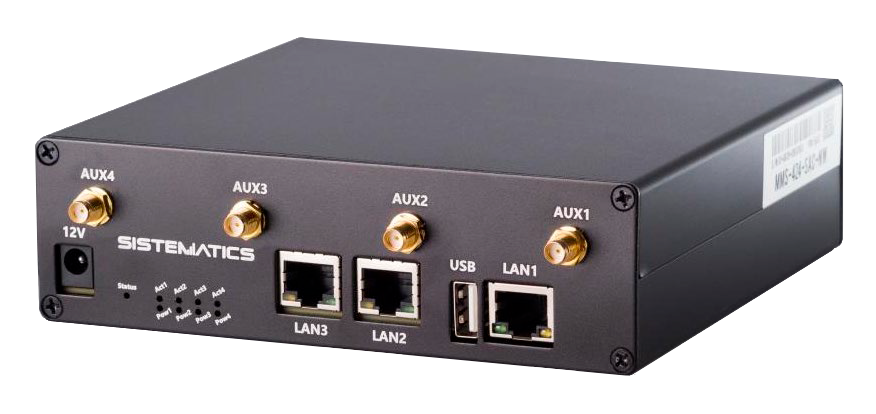 AUX4
AUX3
AUX2
AUX1
12V
SISTEMATICS
USB
LAN1
Status
Act1 Act2 Act3 Act4
Pow1 Pow2 Pow3 Pow4
LAN3
LAN2